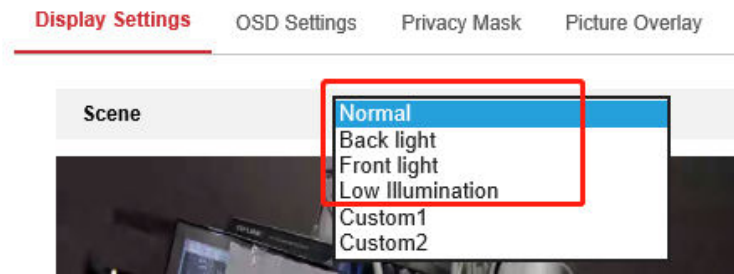 Display Settings OSD Settings Privacy Mask Picture Overlay
Scene
Normal
Back light
Front light
Low Illumination
Custom1
Custom2